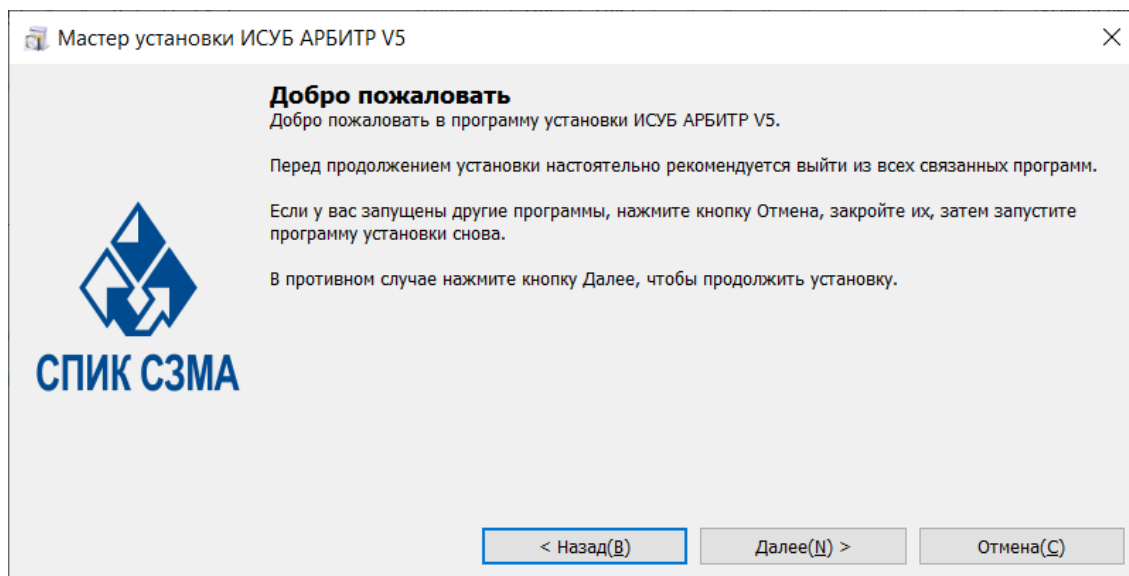 Мастер установки ИСУБ АРБИТР V5
Добро пожаловать
Добро пожаловать в программу установки ИСУБ АРБИТР V5.
Перед продолжением установки настоятельно рекомендуется выйти из всех связанных программ.
Если у вас запущены другие программы, нажмите кнопку Отмена, закройте их, затем запустите
программу установки снова.
В противном случае нажмите кнопку Далее, чтобы продолжить установку.
СПИК СЗМА
< Назад(B)
Далее(N) >
Отмена(C)